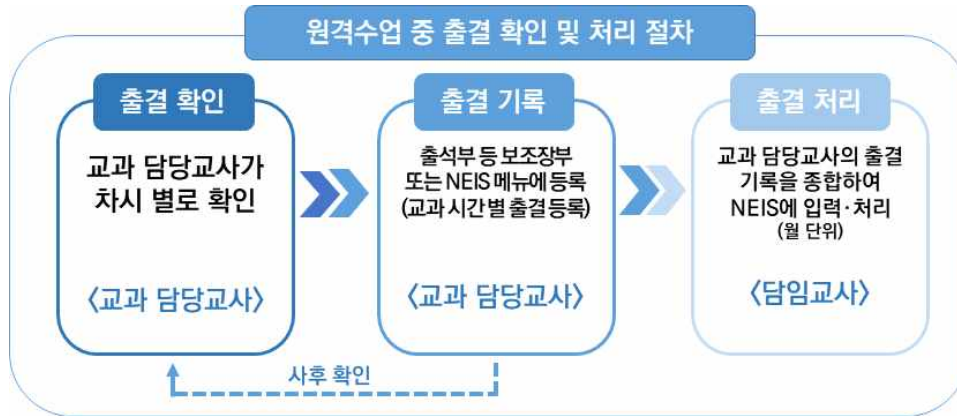 원격수업 중 출결 확인 및 처리 절차
출결 확인
교과 담당교사가
차시 별로 확인
〈교과 담당교사〉
출결 기록
출석부 등 보조장부
또는 NEIS 메뉴에 등록
(교과 시간별 출결 등록)
〈교과 담당교사〉
출결 처리
교과 담당교사의 출결
기록을 종합하여
NEIS에 입력·처리
(월 단위)
〈담임교사〉
사후 확인